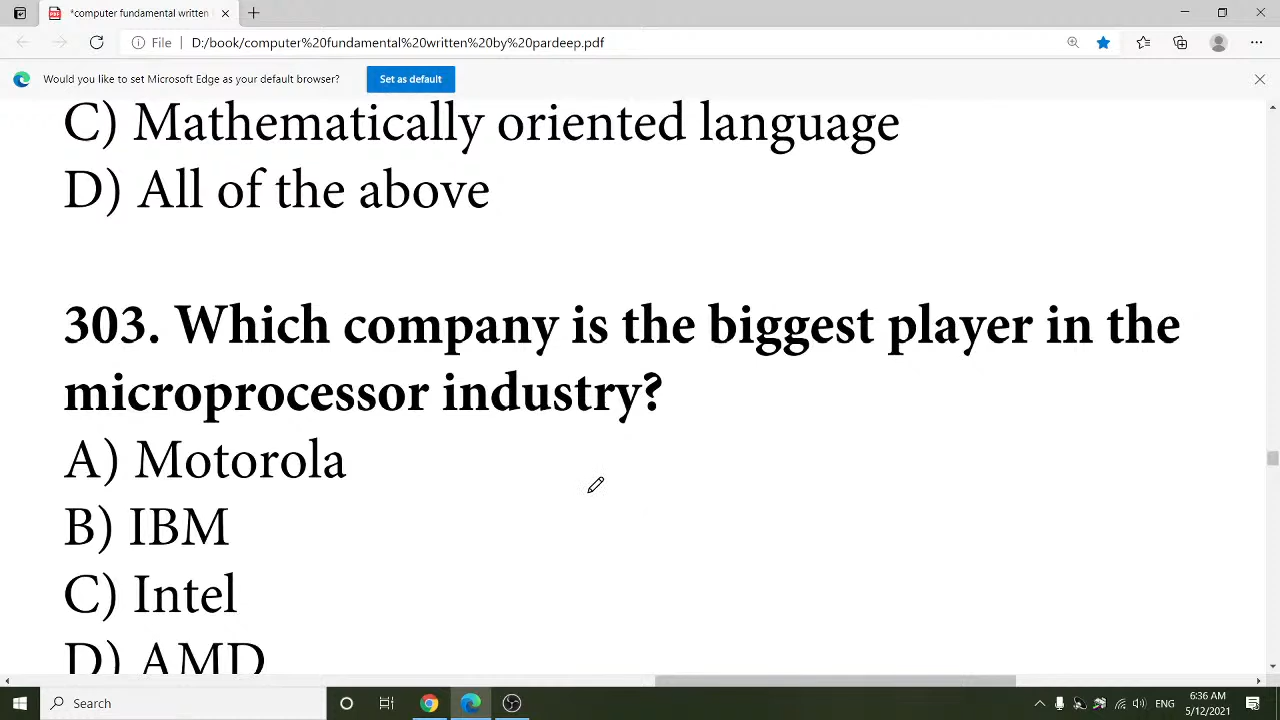 *computer fundamental written
File | D:/book/computer%20fundamental%20written%20by%20pardeep.pdf
Would you like to set Microsoft Edge as your default browser? Set as default
C) Mathematically oriented language
D) All of the above
303. Which company is the biggest player in the
microprocessor industry?
A) Motorola
B) IBM
C) Intel
D) AMD
Search
ENG
6:36 AM
5/12/2021